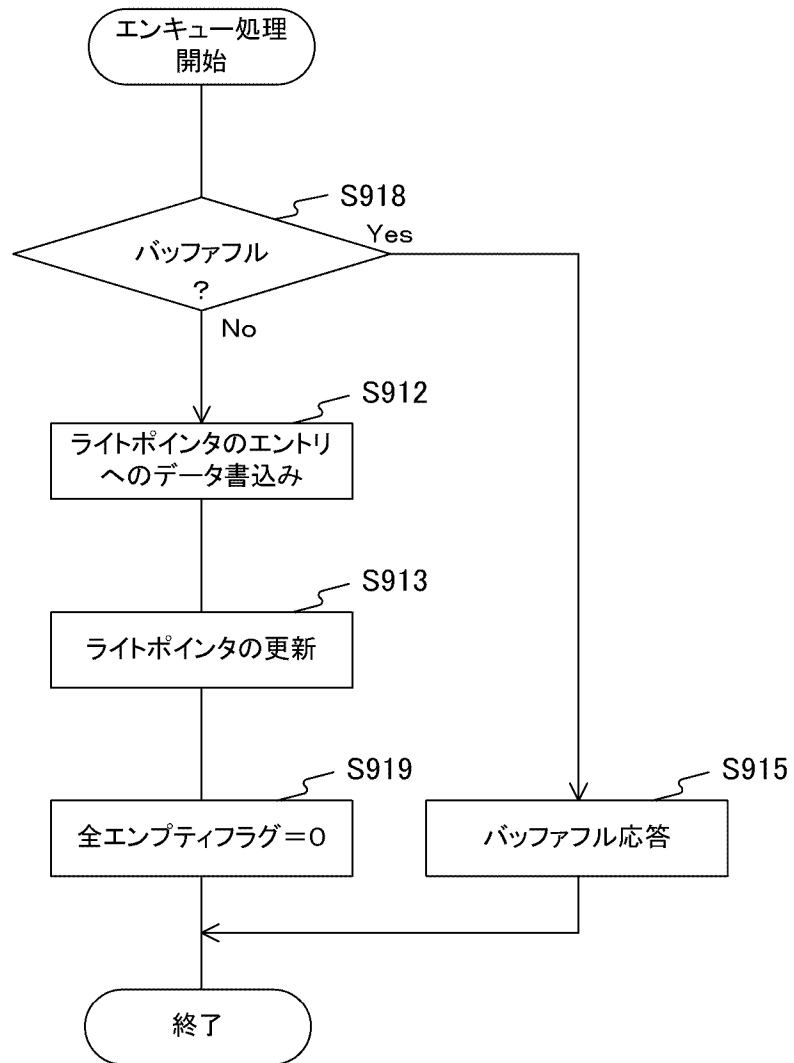 エンキュー処理
開始
S918
バッファフル
?
Yes
No
S912
ライトポインタのエントリ
へのデータ書込み
S913
ライトポインタの更新
S919
全エンプティフラグ=0
S915
バッファフル応答
終了